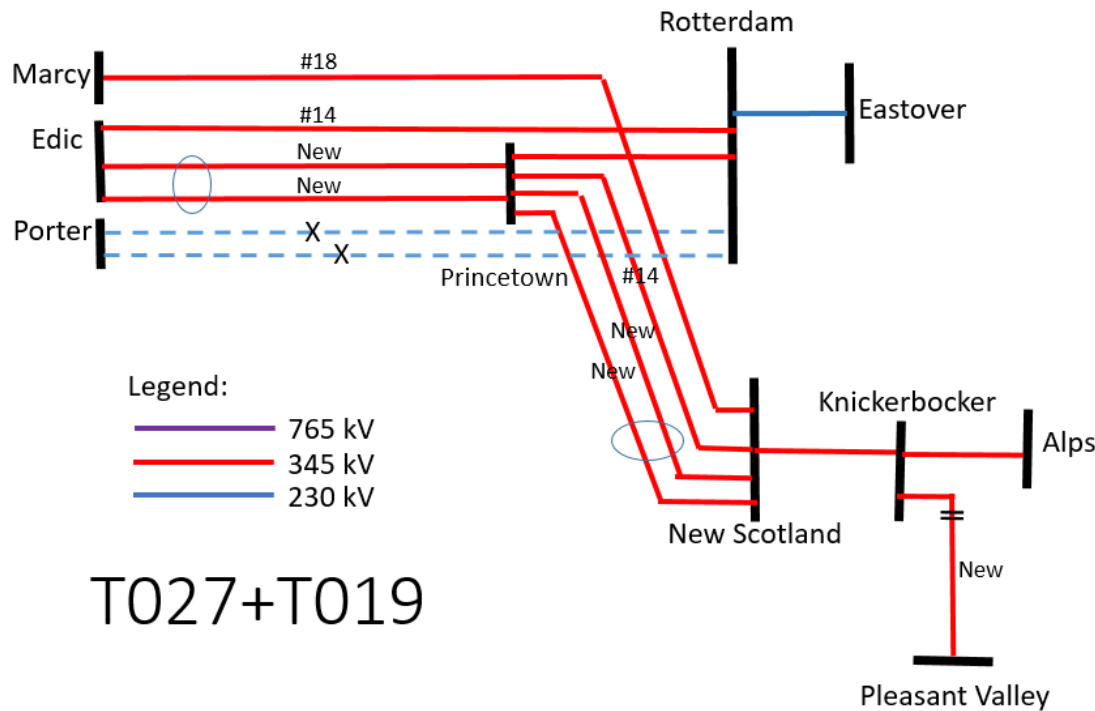 Rotterdam
#18
Marcy
Eastover
#14
Edic
New
New
Porter
X
X
Princetown
#14
New
New
Legend:
Knickerbocker
765 kV
Alps
345 kV
230 kV
New Scotland
New
T027+T019
Pleasant Valley